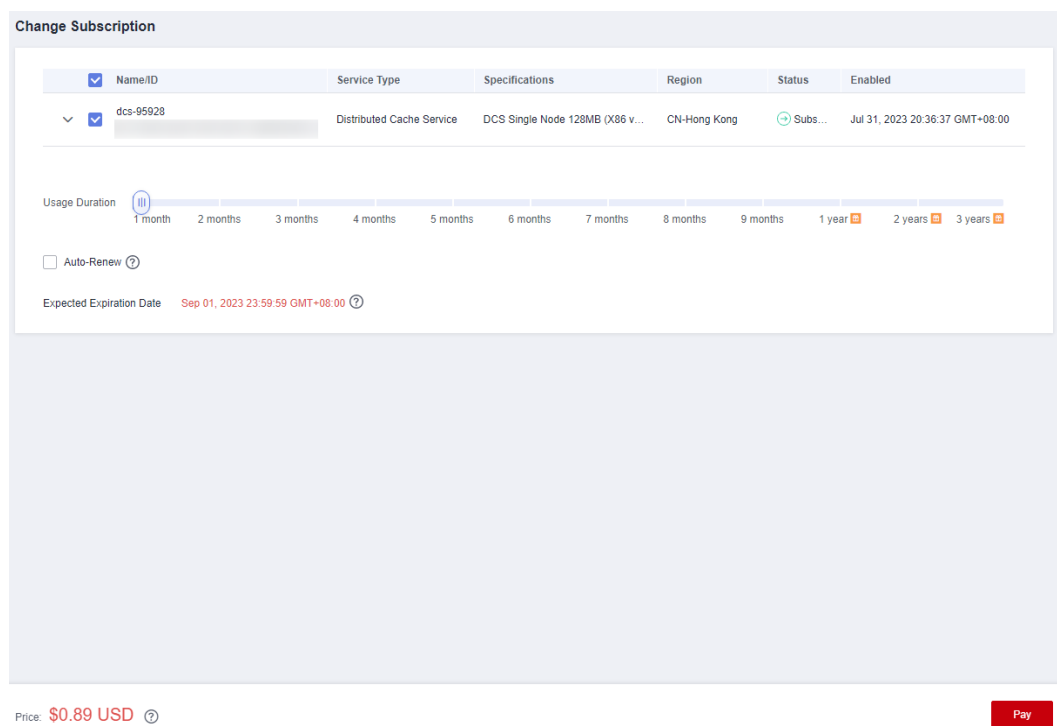 Change Subscription
Name/ID Service Type Specifications Region Status Enabled
dcs-95928
Distributed Cache Service DCS Single Node 128MB (X86 v... CN-Hong Kong Subs... Jul 31, 2023 20:36:37 GMT+08:00
Usage Duration
1 month 2 months 3 months 4 months 5 months 6 months 7 months 8 months 9 months 1 year 2 years 3 years
Auto-Renew ?
Expected Expiration Date Sep 01, 2023 23:59:59 GMT+08:00 ?
Price: $0.89 USD ? Pay